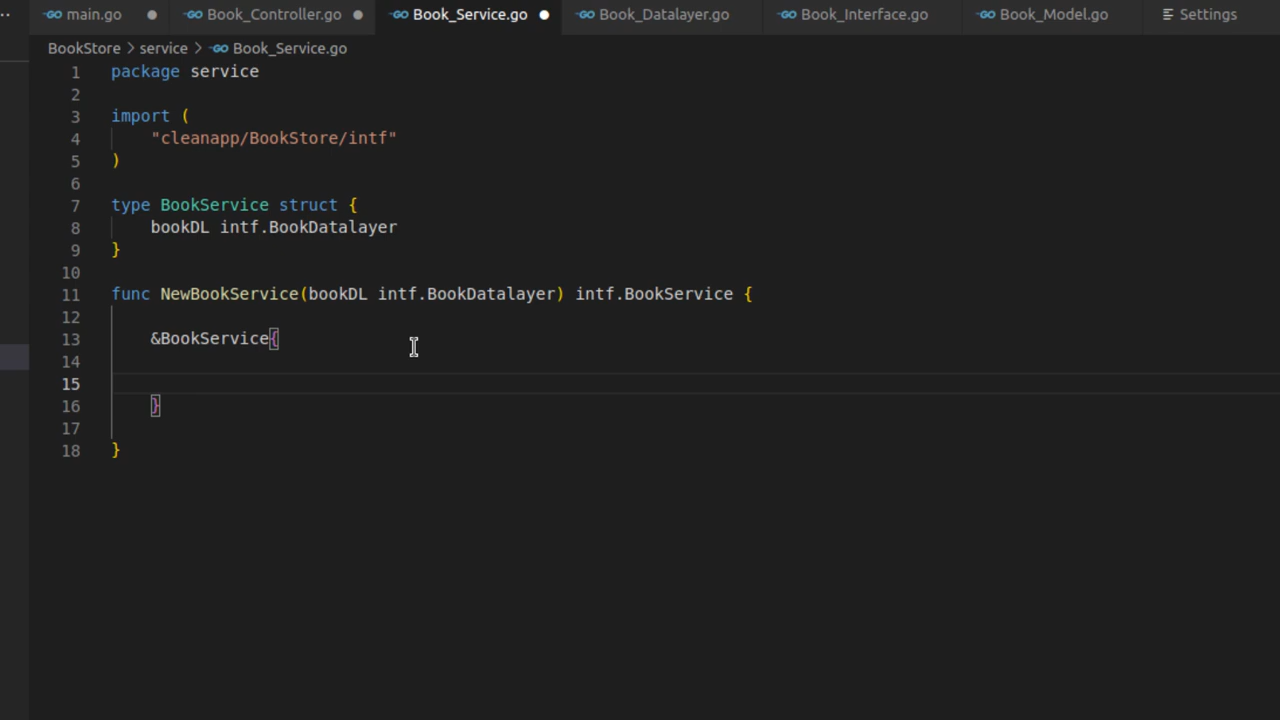 main.go Book_Controller.go Book_Service.go Book_Datalayer.go Book_Interface.go Book_Model.go Settings
BookStore > service > Book_Service.go
1 package service
2
3 import (
4 "cleanapp/BookStore/intf"
5 )
6
7 type BookService struct {
8 bookDL intf.BookDatalayer
9 }
10
11 func NewBookService(bookDL intf.BookDatalayer) intf.BookService {
12
13 &BookService{
14
15
16 }
17
18 }